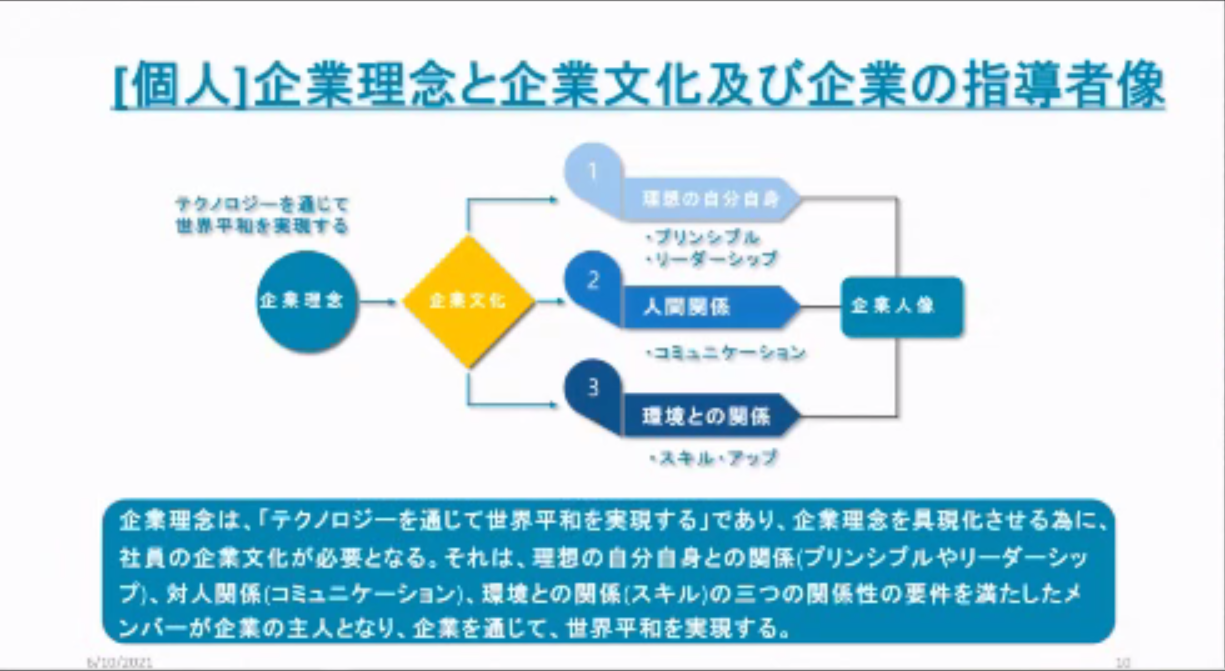 [個人]企業理念と企業文化及び企業の指導者像
テクノロジーを通じて
世界平和を実現する
企業理念
企業文化
1
理想の自分自身
・プリンシプル
・リーダーシップ
2
人間関係
・コミュニケーション
3
環境との関係
・スキル・アップ
企業人像
企業理念は、「テクノロジーを通じて世界平和を実現する」であり、企業理念を具現化させる為に、
社員の企業文化が必要となる。それは、理想の自分自身との関係(プリンシプルやリーダーシッ
プ)、対人関係(コミュニケーション)、環境との関係(スキル)の三つの関係性の要件を満たしたメ
ンバーが企業の主人となり、企業を通じて、世界平和を実現する。
6/10/2021
10